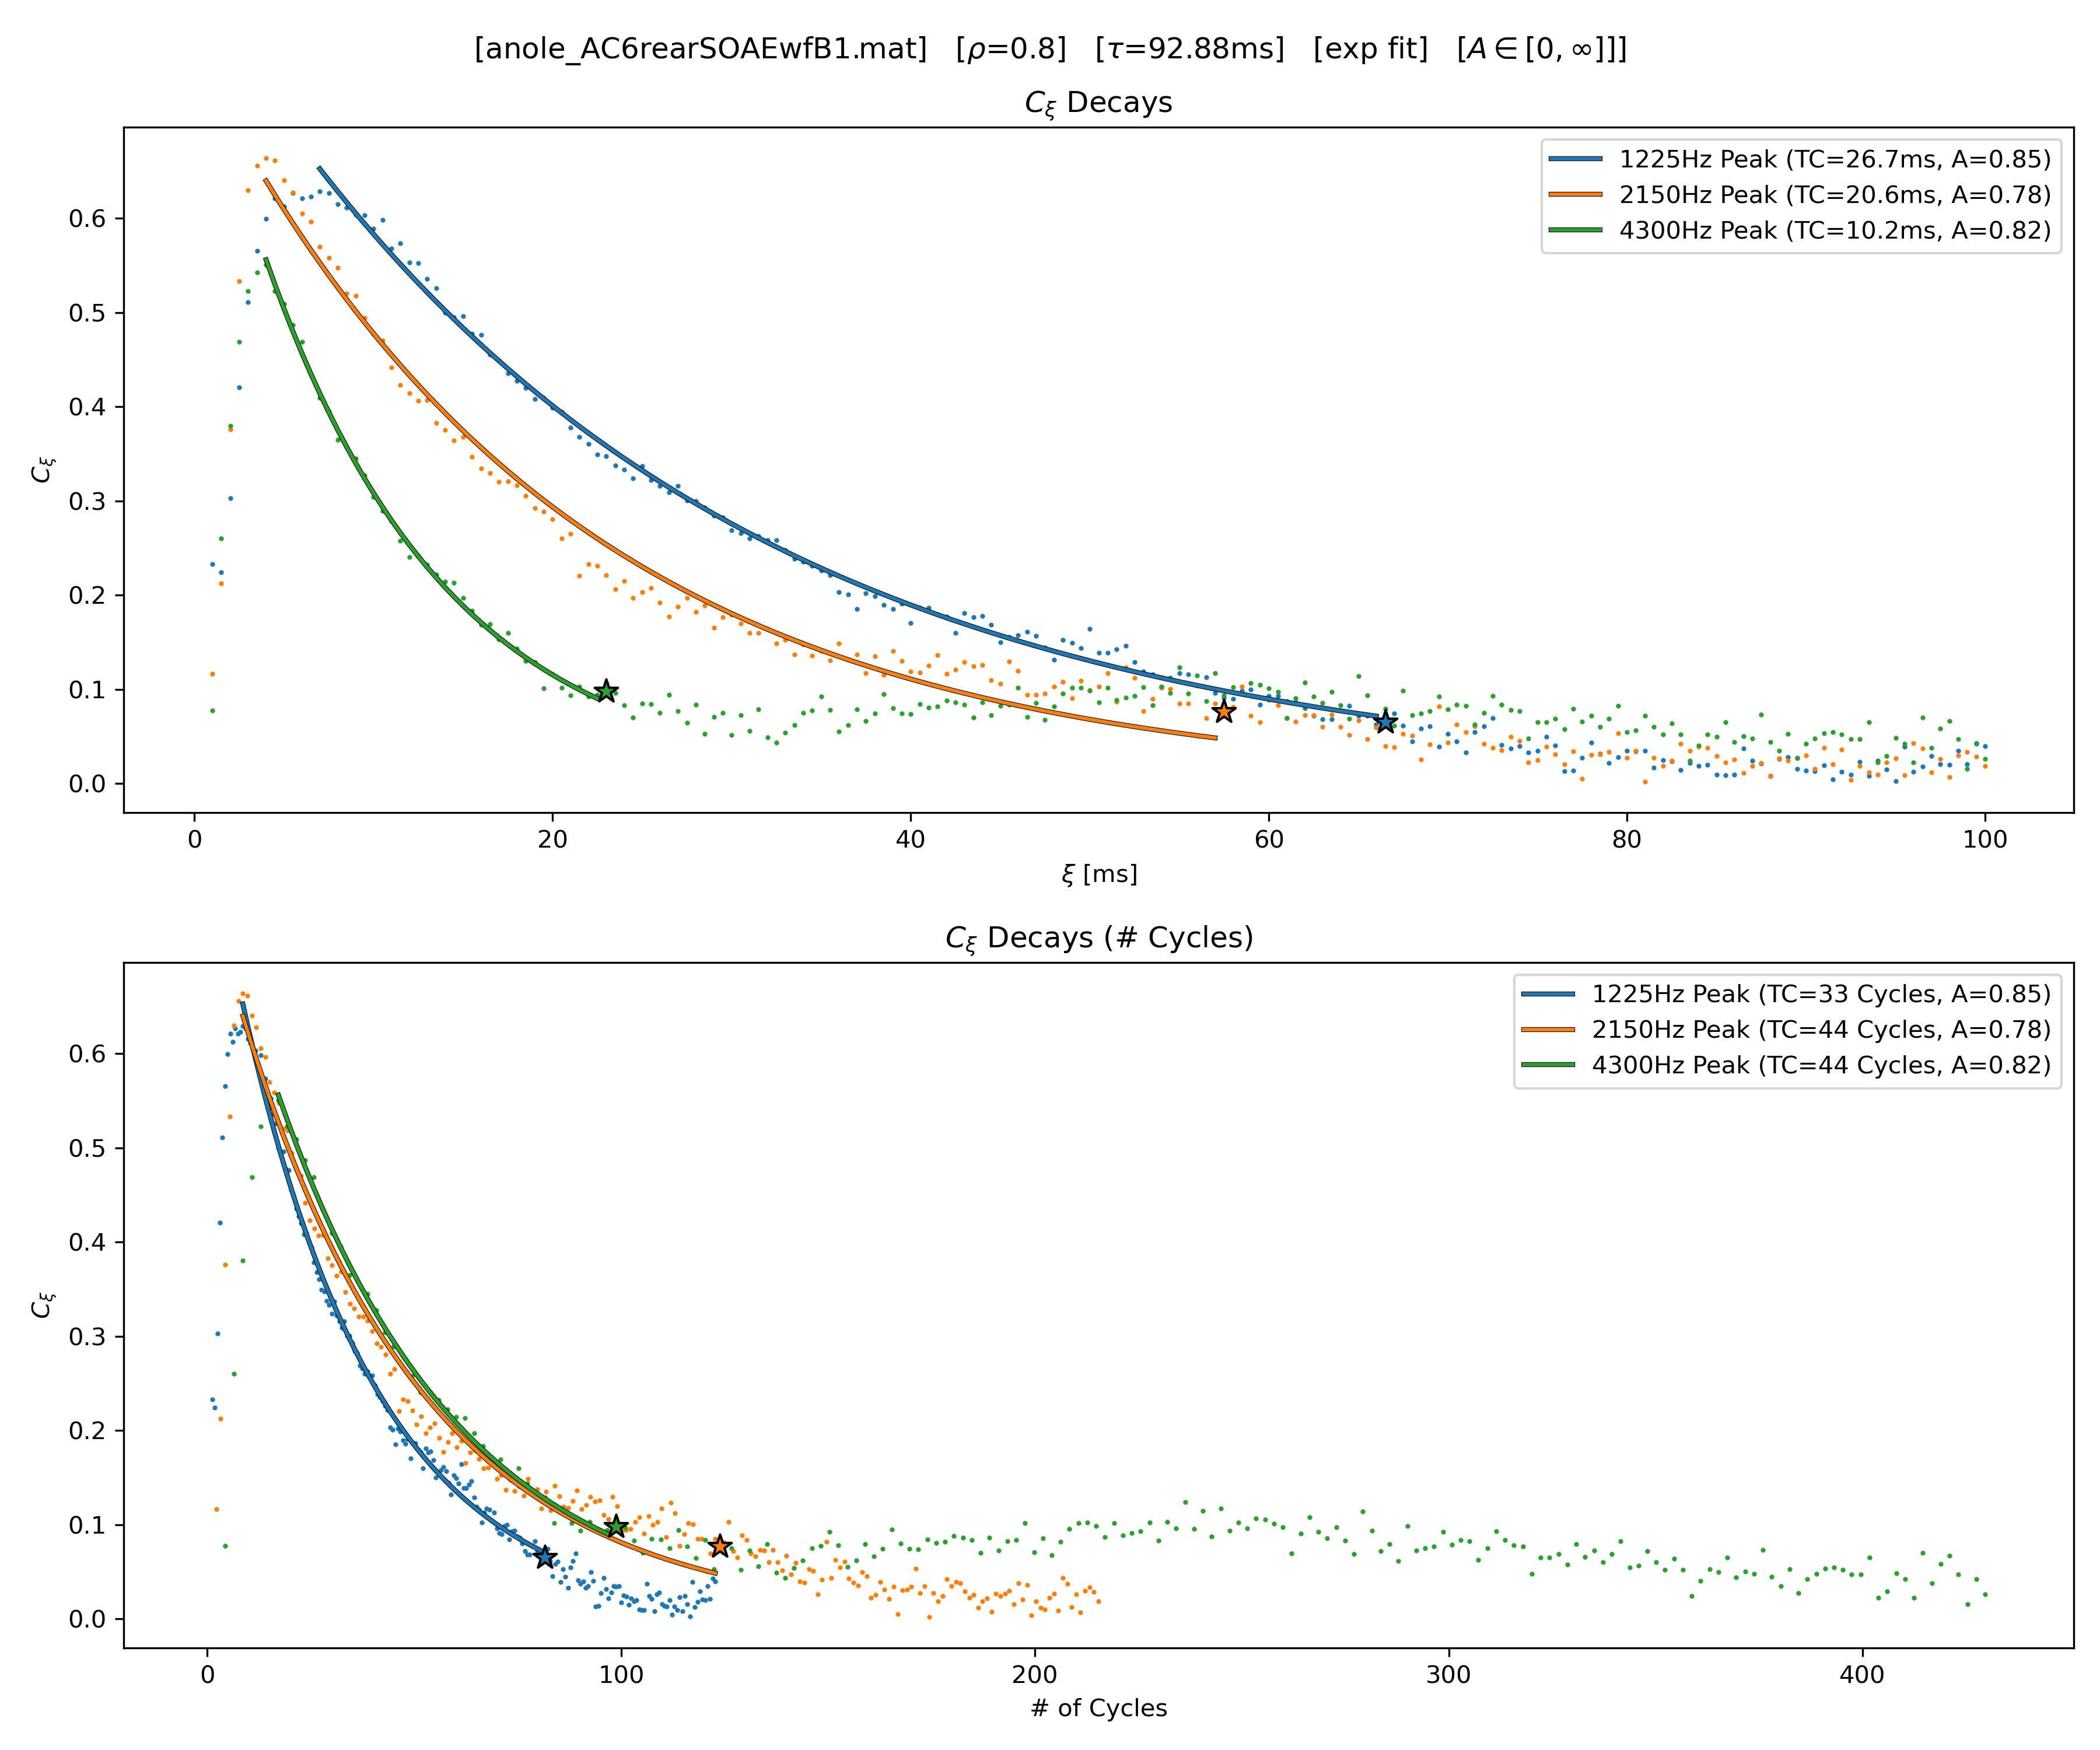 [anole_AC6rearSOAEwfB1.mat] [ρ=0.8] [τ=92.88ms] [exp fit] [A ∈ [0, ∞]]]
C_ξ Decays
1225Hz Peak (TC=26.7ms, A=0.85)
2150Hz Peak (TC=20.6ms, A=0.78)
4300Hz Peak (TC=10.2ms, A=0.82)
0.6
0.5
0.4
0.3
0.2
0.1
0.0
C_ξ
0 20 40 60 80 100
ξ [ms]
C_ξ Decays (# Cycles)
1225Hz Peak (TC=33 Cycles, A=0.85)
2150Hz Peak (TC=44 Cycles, A=0.78)
4300Hz Peak (TC=44 Cycles, A=0.82)
0.6
0.5
0.4
0.3
0.2
0.1
0.0
C_ξ
0 100 200 300 400
# of Cycles